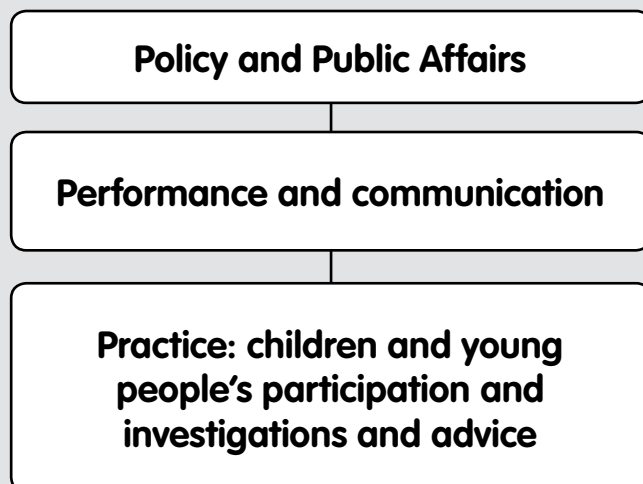 Policy and Public Affairs
Performance and communication
Practice: children and young
people’s participation and
investigations and advice